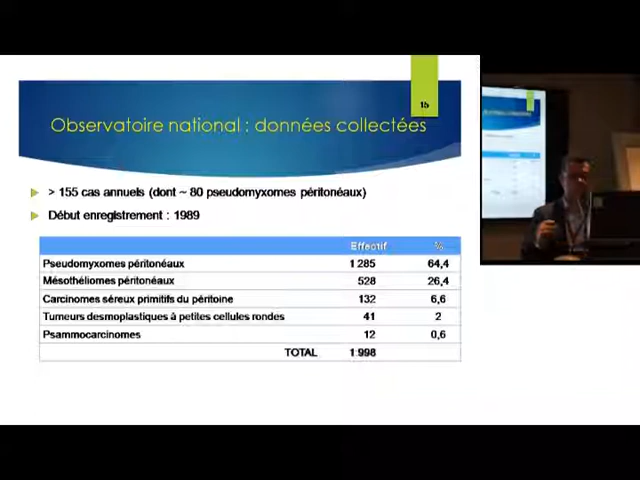 15
Observatoire national : données collectées
> 155 cas annuels (dont ~ 80 pseudomyxomes péritonéaux)
Début enregistrement : 1989
Effectif %
Pseudomyxomes péritonéaux 1 285 64,4
Mésothéliomes péritonéaux 528 26,4
Carcinomes séreux primitifs du péritoine 132 6,6
Tumeurs desmoplastiques à petites cellules rondes 41 2
Psammocarcinomes 12 0,6
TOTAL 1 998